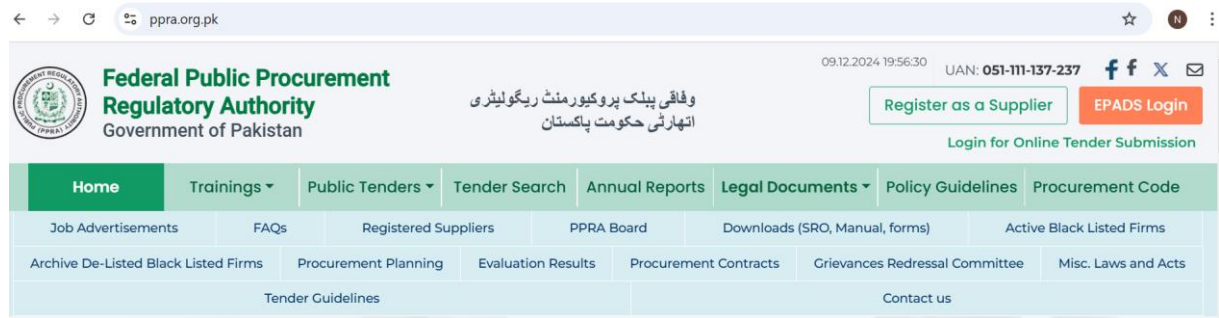 ppra.org.pk
N
Federal Public Procurement
Regulatory Authority
Government of Pakistan
وفاقی پبلک پروکیورمنٹ ریگولیٹری
اتھارٹی حکومت پاکستان
09.12.2024 19:56:30
UAN: 051-111-137-237
Register as a Supplier
EPADS Login
Login for Online Tender Submission
Home Trainings Public Tenders Tender Search Annual Reports Legal Documents Policy Guidelines Procurement Code
Job Advertisements FAQs Registered Suppliers PPRA Board Downloads (SRO, Manual, forms) Active Black Listed Firms
Archive De-Listed Black Listed Firms Procurement Planning Evaluation Results Procurement Contracts Grievances Redressal Committee Misc. Laws and Acts
Tender Guidelines Contact us